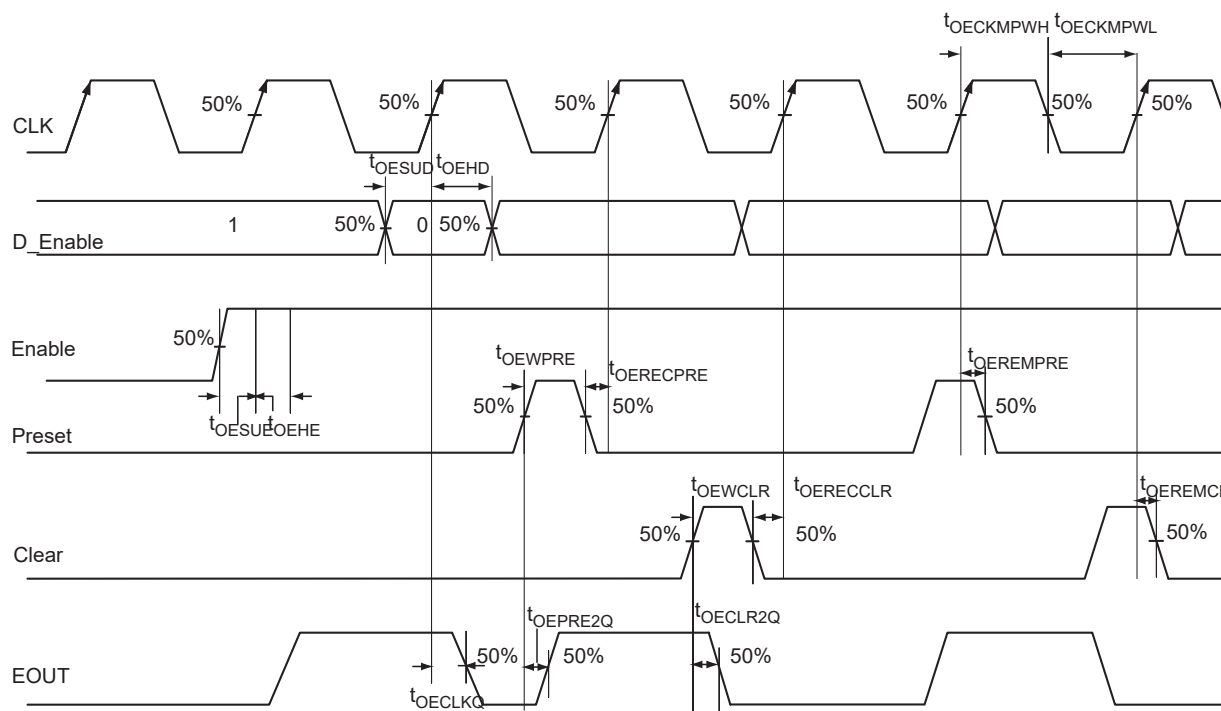 tOECKMPWH tOECKMPWL
CLK 50% 50% 50% 50% 50% 50% 50%
tOESUD tOEHD
D_Enable 1 50% 0 50%
Enable 50%
tOESUE tOEHE
tOEWPRE tOERECPRE tOEREMPRE
Preset 50% 50% 50%
tOEWCLR tOERECCLR tOEREMCL
Clear 50% 50% 50%
tOEPRE2Q tOECLR2Q
EOUT 50% 50% 50%
tOECLKQ